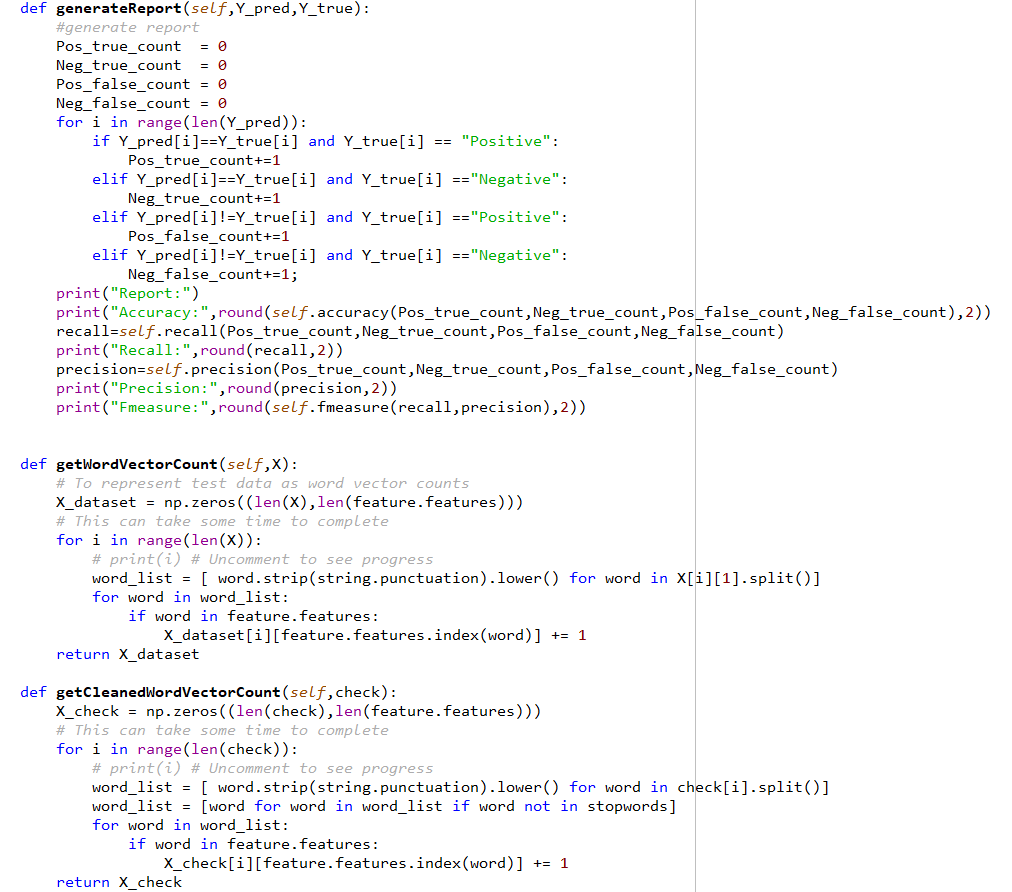 def generateReport(self,Y_pred,Y_true):
    #generate report
    Pos_true_count  = 0
    Neg_true_count  = 0
    Pos_false_count = 0
    Neg_false_count = 0
    for i in range(len(Y_pred)):
        if Y_pred[i]==Y_true[i] and Y_true[i] == "Positive":
            Pos_true_count+=1
        elif Y_pred[i]==Y_true[i] and Y_true[i] =="Negative":
            Neg_true_count+=1
        elif Y_pred[i]!=Y_true[i] and Y_true[i] =="Positive":
            Pos_false_count+=1
        elif Y_pred[i]!=Y_true[i] and Y_true[i] =="Negative":
            Neg_false_count+=1;
    print("Report:")
    print("Accuracy:",round(self.accuracy(Pos_true_count,Neg_true_count,Pos_false_count,Neg_false_count),2))
    recall=self.recall(Pos_true_count,Neg_true_count,Pos_false_count,Neg_false_count)
    print("Recall:",round(recall,2))
    precision=self.precision(Pos_true_count,Neg_true_count,Pos_false_count,Neg_false_count)
    print("Precision:",round(precision,2))
    print("Fmeasure:",round(self.fmeasure(recall,precision),2))
def getWordVectorCount(self,X):
    # To represent test data as word vector counts
    X_dataset = np.zeros((len(X),len(feature.features)))
    # This can take some time to complete
    for i in range(len(X)):
        # print(i) # Uncomment to see progress
        word_list = [ word.strip(string.punctuation).lower() for word in X[i][1].split()]
        for word in word_list:
            if word in feature.features:
                X_dataset[i][feature.features.index(word)] += 1
    return X_dataset
def getCleanedWordVectorCount(self,check):
    X_check = np.zeros((len(check),len(feature.features)))
    # This can take some time to complete
    for i in range(len(check)):
        # print(i) # Uncomment to see progress
        word_list = [ word.strip(string.punctuation).lower() for word in check[i].split()]
        word_list = [word for word in word_list if word not in stopwords]
        for word in word_list:
            if word in feature.features:
                X_check[i][feature.features.index(word)] += 1
    return X_check